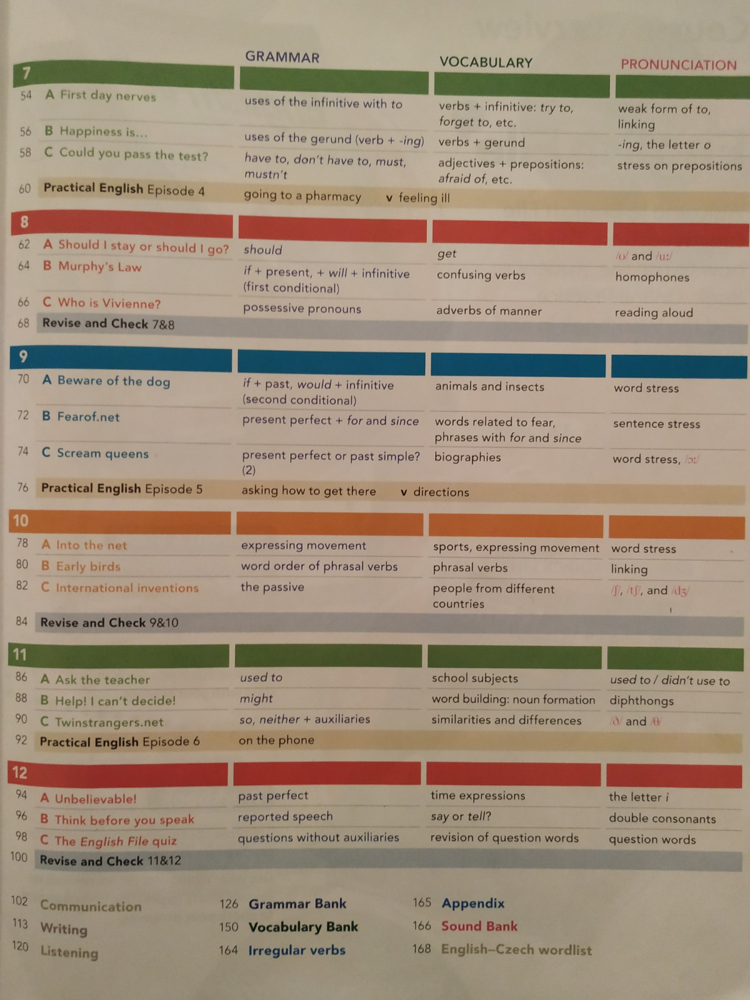 GRAMMAR VOCABULARY PRONUNCIATION
7
54 A First day nerves uses of the infinitive with to verbs + infinitive: try to, weak form of to,
forget to, etc. linking
56 B Happiness is... uses of the gerund (verb + -ing) verbs + gerund -ing, the letter o
58 C Could you pass the test? have to, don't have to, must, adjectives + prepositions: stress on prepositions
mustn't afraid of, etc.
60 Practical English Episode 4 going to a pharmacy v feeling ill
8
62 A Should I stay or should I go? should get /ʊ/ and /uː/
64 B Murphy's Law if + present, + will + infinitive confusing verbs homophones
(first conditional)
66 C Who is Vivienne? possessive pronouns adverbs of manner reading aloud
68 Revise and Check 7&8
9
70 A Beware of the dog if + past, would + infinitive animals and insects word stress
(second conditional)
72 B Fearof.net present perfect + for and since words related to fear, sentence stress
phrases with for and since
74 C Scream queens present perfect or past simple? biographies word stress, /ɔː/
(2)
76 Practical English Episode 5 asking how to get there v directions
10
78 A Into the net expressing movement sports, expressing movement word stress
80 B Early birds word order of phrasal verbs phrasal verbs linking
82 C International inventions the passive people from different /ʃ/, /tʃ/, and /dʒ/
countries
84 Revise and Check 9&10
11
86 A Ask the teacher used to school subjects used to / didn't use to
88 B Help! I can't decide! might word building: noun formation diphthongs
90 C Twinstrangers.net so, neither + auxiliaries similarities and differences /ð/ and /θ/
92 Practical English Episode 6 on the phone
12
94 A Unbelievable! past perfect time expressions the letter i
96 B Think before you speak reported speech say or tell? double consonants
98 C The English File quiz questions without auxiliaries revision of question words question words
100 Revise and Check 11&12
102 Communication 126 Grammar Bank 165 Appendix
113 Writing 150 Vocabulary Bank 166 Sound Bank
120 Listening 164 Irregular verbs 168 English–Czech wordlist